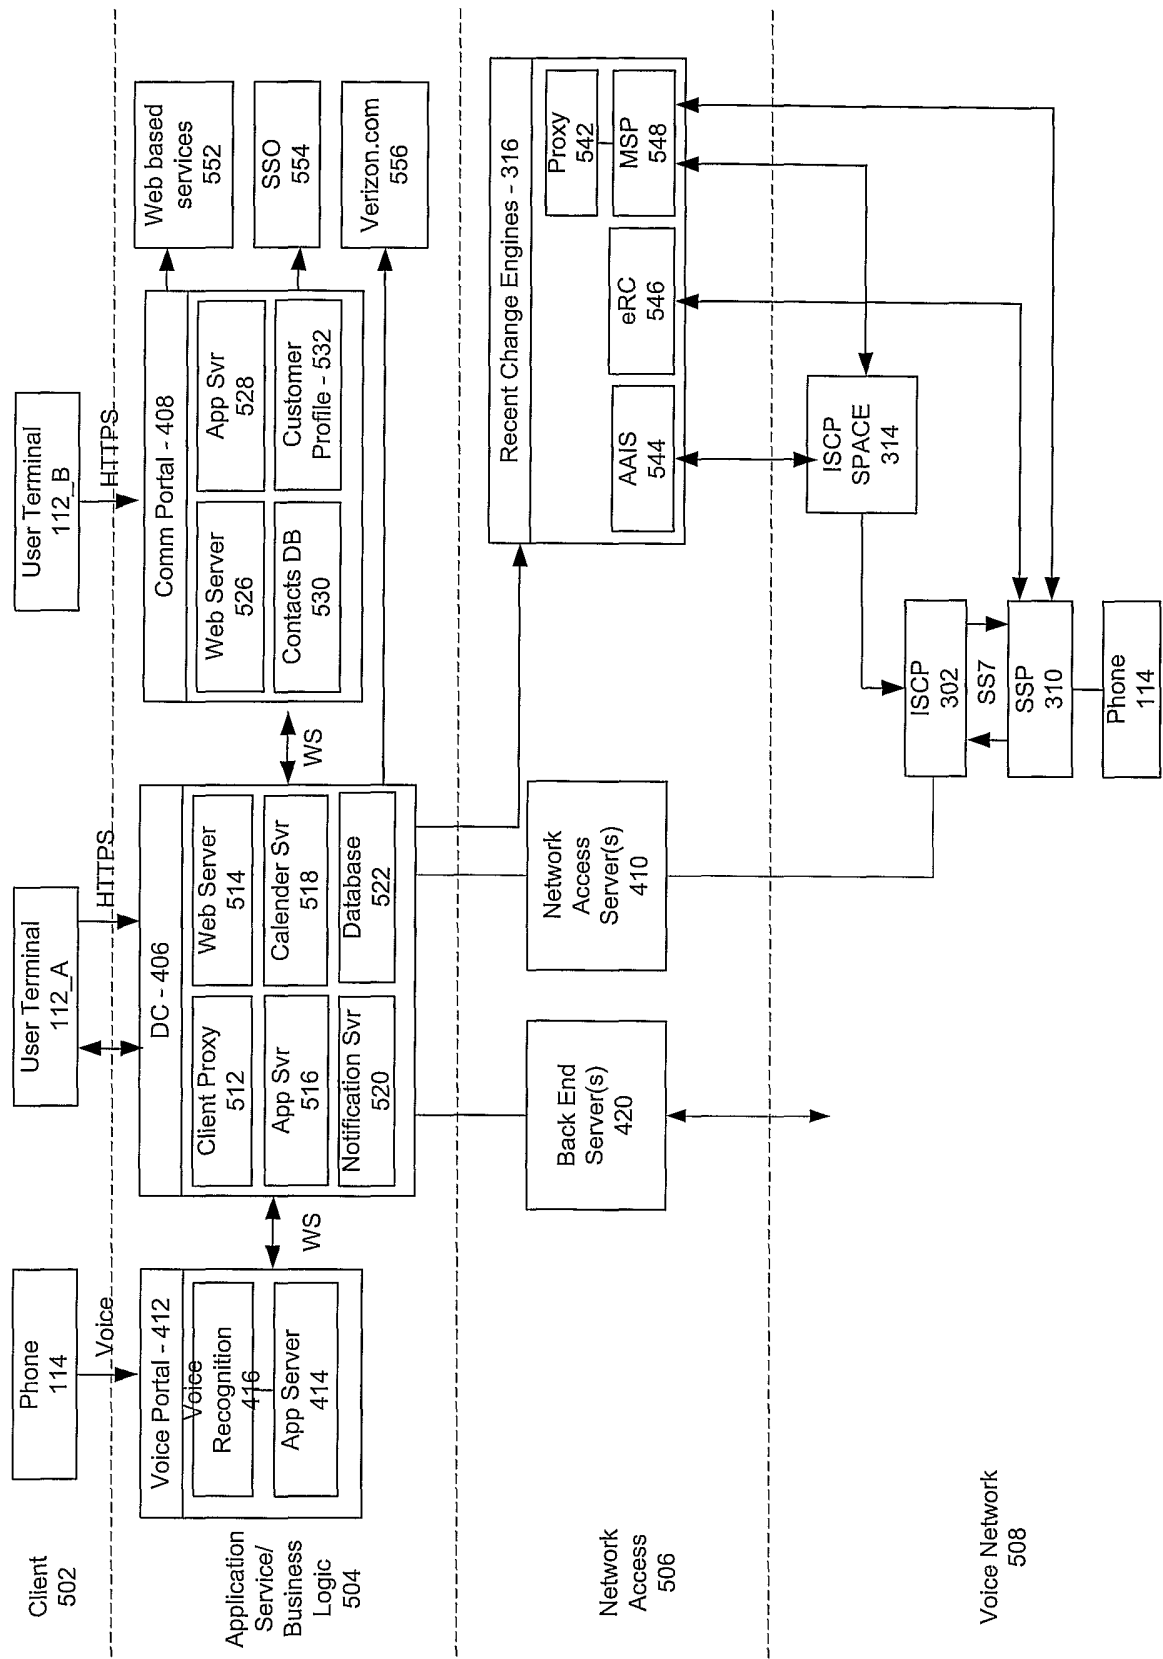 Client
502
Phone
114
User Terminal
112_A
User Terminal
112_B
Voice
HTTPS
HTTPS
Application
Service/
Business
Logic
504
Voice Portal - 412
Voice
Recognition
416
App Server
414
WS
DC - 406
Client Proxy
512
Web Server
514
App Svr
516
Calender Svr
518
Notification Svr
520
Database
522
WS
Comm Portal - 408
Web Server
526
App Svr
528
Contacts DB
530
Customer
Profile - 532
Web based
services
552
SSO
554
Verizon.com
556
Network
Access
506
Back End
Server(s)
420
Network
Access
Server(s)
410
Recent Change Engines - 316
Proxy
542
AAIS
544
eRC
546
MSP
548
Voice Network
508
ISCP
SPACE
314
ISCP
302
SS7
SSP
310
Phone
114